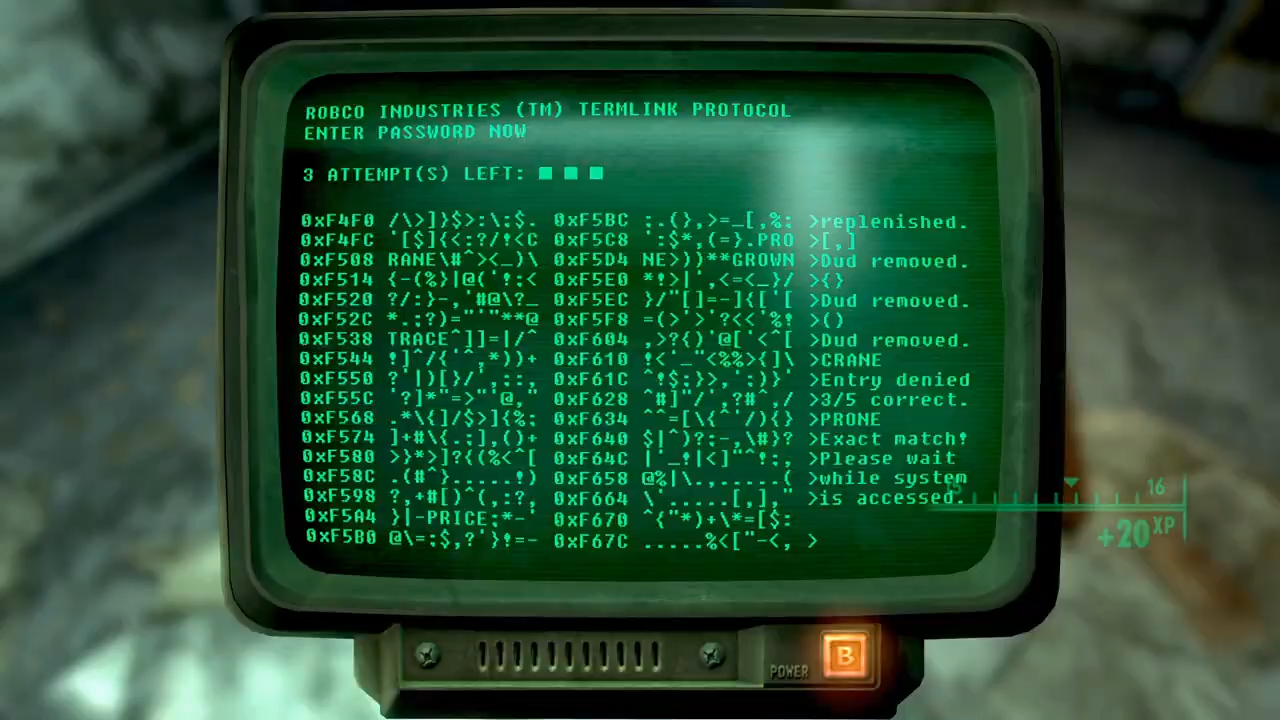 ROBCO INDUSTRIES (TM) TERMLINK PROTOCOL
ENTER PASSWORD NOW
3 ATTEMPT(S) LEFT: ■ ■ ■
0xF4F0 /\>]}$>:\:$. 0xF5BC :.(},>=_[,%: >replenished.
0xF4FC '[$]{<:?/!<C 0xF5C8 ':$*,(=}.PRO >[,]
0xF508 RANE\#^><_)\ 0xF5D4 NE>))**GROWN >Dud removed.
0xF514 {-(%}|@('!:< 0xF5E0 *!>|',<=<_}/ >{}
0xF520 ?/:}-,'#@\?_ 0xF5EC }/"[]=-]{['[ >Dud removed.
0xF52C *.:?)="'"**@ 0xF5F8 =(>'>'?<<'%! >()
0xF538 TRACE^]]=|/^ 0xF604 ,>?{)'@['<^[ >Dud removed.
0xF544 !]^/{'^,*))+ 0xF610 !<'_"<%%>{]\ >CRANE
0xF550 ?'|)[}/',::, 0xF61C ^!$:}>,':)}' >Entry denied
0xF55C '?]*"=>"'@," 0xF628 ^#]"/',?#^,/ >3/5 correct.
0xF568 .*\{]/$>]{%: 0xF634 ^^=[\{^'/){} >PRONE
0xF574 ]+#\{.:],()+ 0xF640 $|^)?:-,\#}? >Exact match!
0xF580 >}*>]?{(%<^[ 0xF64C |'_!|<]"^!:, >Please wait
0xF58C .(#^}.....!) 0xF658 @%|\.,.....( >while system
0xF598 ?,+#[)^(,:?, 0xF664 \'......[,]," >is accessed.
0xF5A4 }|-PRICE:*-' 0xF670 ^{"*)+\*=[$:
0xF5B0 @\=:$,?'}!=- 0xF67C .....%<["-<, >
16
+20 XP
POWER
B